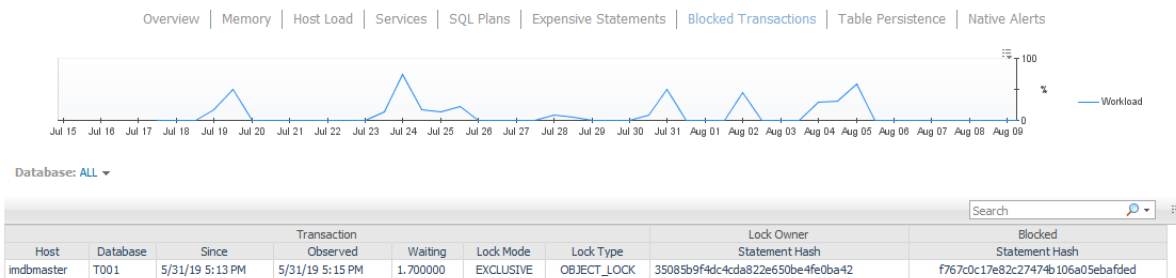 Overview | Memory | Host Load | Services | SQL Plans | Expensive Statements | Blocked Transactions | Table Persistence | Native Alerts
100
%
Workload
0
Jul 15 Jul 16 Jul 17 Jul 18 Jul 19 Jul 20 Jul 21 Jul 22 Jul 23 Jul 24 Jul 25 Jul 26 Jul 27 Jul 28 Jul 29 Jul 30 Jul 31 Aug 01 Aug 02 Aug 03 Aug 04 Aug 05 Aug 06 Aug 07 Aug 08 Aug 09
Database: ALL
Search
Transaction Lock Owner Blocked
Host Database Since Observed Waiting Lock Mode Lock Type Statement Hash Statement Hash
imdbmaster T001 5/31/19 5:13 PM 5/31/19 5:15 PM 1.700000 EXCLUSIVE OBJECT_LOCK 35085b9f4dc4cda822e650be4fe0ba42 f767c0c17e82c27474b106a05ebafded